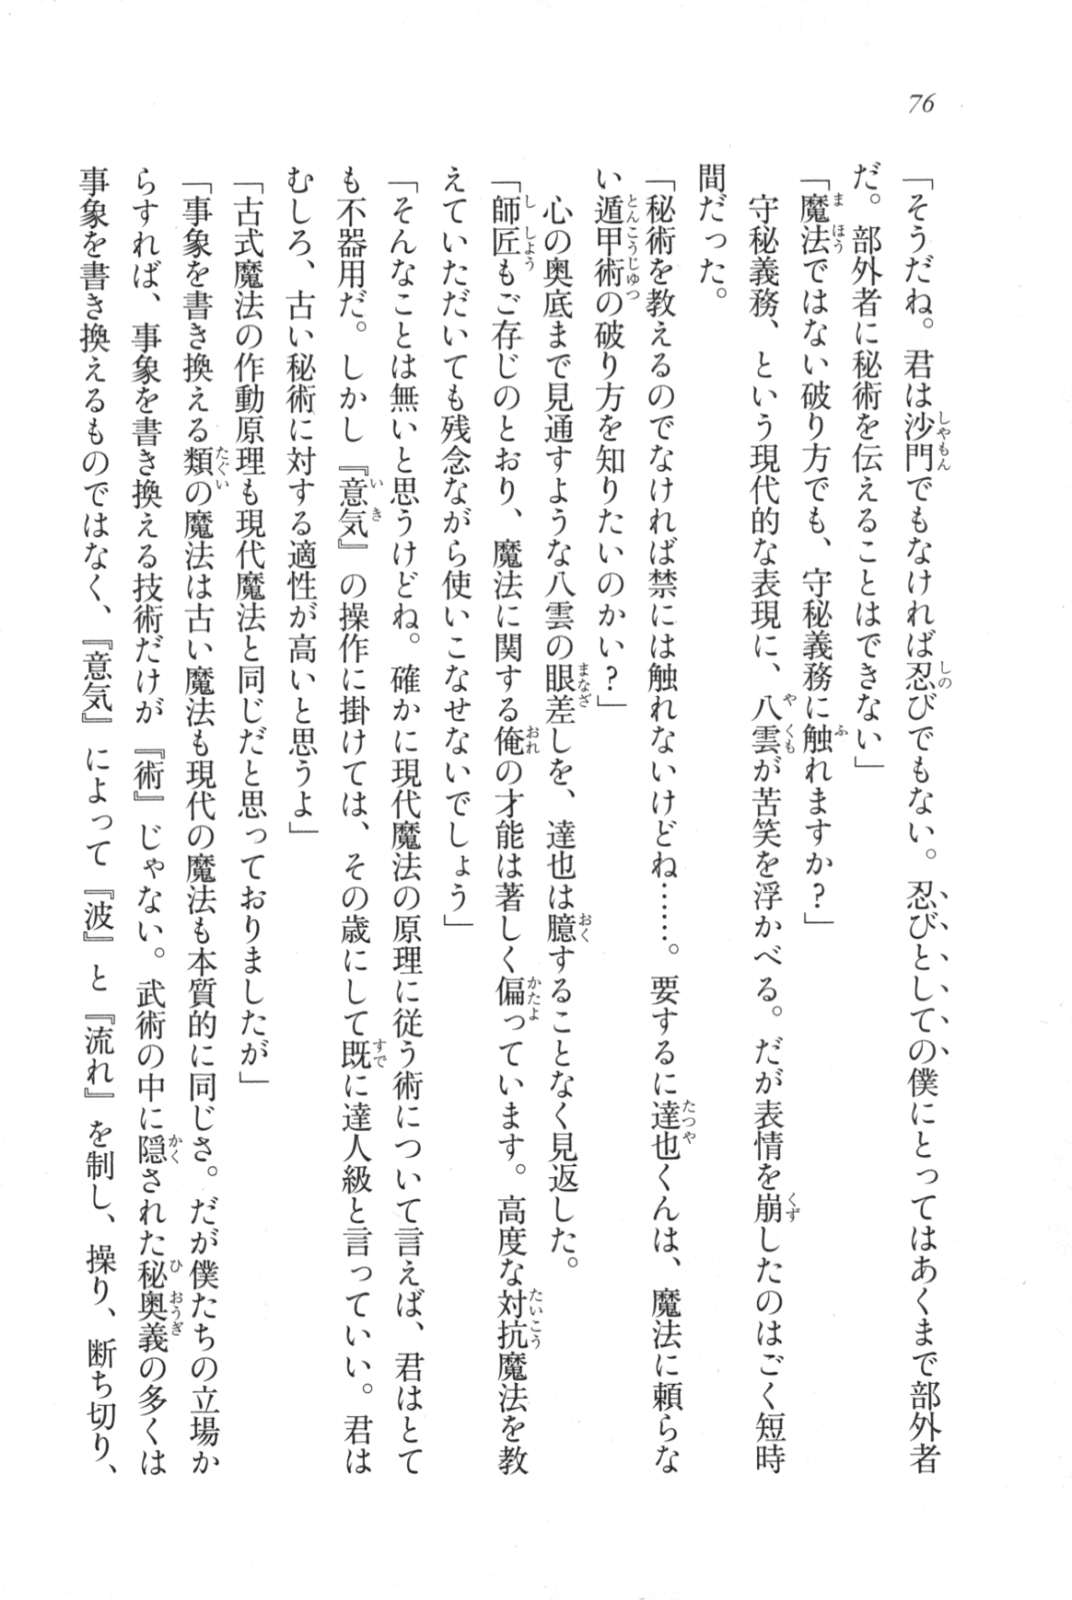 76
「そうだね。君は沙門でもなければ忍びでもない。忍びとしての僕にとってはあくまで部外者
だ。部外者に秘術を伝えることはできない」
「魔法ではない破り方でも、守秘義務に触れますか？」
守秘義務、という現代的な表現に、八雲が苦笑を浮かべる。だが表情を崩したのはごく短時
間だった。
「秘術を教えるのでなければ禁には触れないけどね……。要するに達也くんは、魔法に頼らな
い遁甲術の破り方を知りたいのかい？」
心の奥底まで見通すような八雲の眼差しを、達也は臆することなく見返した。
「師匠もご存じのとおり、魔法に関する俺の才能は著しく偏っています。高度な対抗魔法を教
えていただいても残念ながら使いこなせないでしょう」
「そんなことは無いと思うけどね。確かに現代魔法の原理に従う術について言えば、君はとて
も不器用だ。しかし『意気』の操作に掛けては、その歳にして既に達人級と言っていい。君は
むしろ、古い秘術に対する適性が高いと思うよ」
「古式魔法の作動原理も現代魔法と同じだと思っておりましたが」
「事象を書き換える類の魔法は古い魔法も現代の魔法も本質的に同じさ。だが僕たちの立場か
らすれば、事象を書き換える技術だけが『術』じゃない。武術の中に隠された秘奥義の多くは
事象を書き換えるものではなく、『意気』によって『波』と『流れ』を制し、操り、断ち切り、